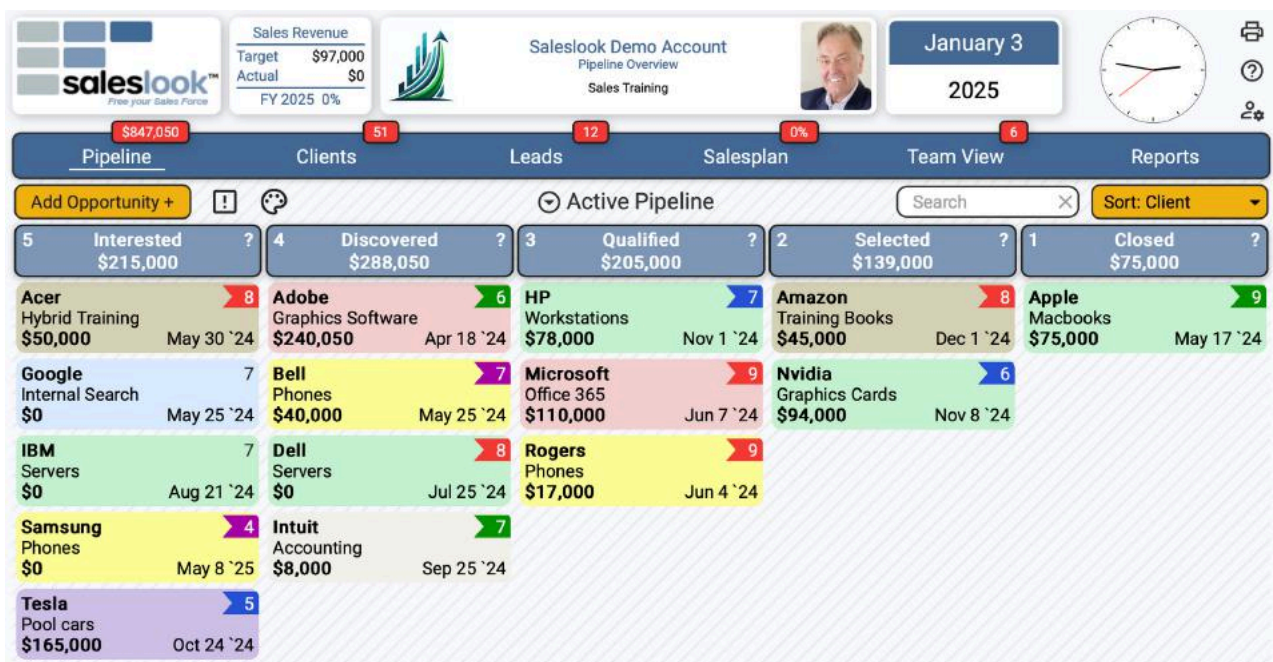 saleslook™
Free your Sales Force
Sales Revenue
Target $97,000
Actual $0
FY 2025 0%
Saleslook Demo Account
Pipeline Overview
Sales Training
January 3
2025
$847,050
51
12
0%
6
Pipeline Clients Leads Salesplan Team View Reports
Add Opportunity + ! Active Pipeline Search Sort: Client
5 Interested ?
$215,000
4 Discovered ?
$288,050
3 Qualified ?
$205,000
2 Selected ?
$139,000
1 Closed ?
$75,000
Acer 8
Hybrid Training
$50,000 May 30 `24
Google 7
Internal Search
$0 May 25 `24
IBM 7
Servers
$0 Aug 21 `24
Samsung 4
Phones
$0 May 8 `25
Tesla 5
Pool cars
$165,000 Oct 24 `24
Adobe 6
Graphics Software
$240,050 Apr 18 `24
Bell 7
Phones
$40,000 May 25 `24
Dell 8
Servers
$0 Jul 25 `24
Intuit 7
Accounting
$8,000 Sep 25 `24
HP 7
Workstations
$78,000 Nov 1 `24
Microsoft 9
Office 365
$110,000 Jun 7 `24
Rogers 9
Phones
$17,000 Jun 4 `24
Amazon 8
Training Books
$45,000 Dec 1 `24
Nvidia 6
Graphics Cards
$94,000 Nov 8 `24
Apple 9
Macbooks
$75,000 May 17 `24